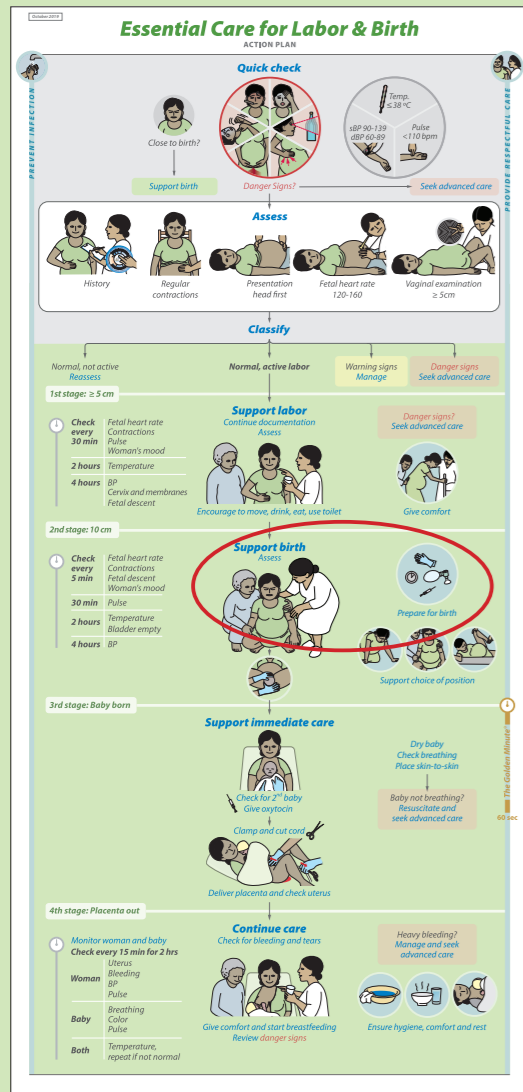 October 2019
Essential Care for Labor & Birth
ACTION PLAN
PREVENT INFECTION
PROVIDE RESPECTFUL CARE
Quick check
Close to birth?
Temp.
≤38 ºC
sBP 90-139
dBP 60-89
Pulse
<110 bpm
Support birth
Danger Signs?
Seek advanced care
Assess
History
Regular
contractions
Presentation
head first
Fetal heart rate
120-160
Vaginal examination
≥ 5cm
Classify
Normal, not active
Reassess
Normal, active labor
Warning signs
Manage
Danger signs
Seek advanced care
1st stage: ≥ 5 cm
Check
every
30 min
Fetal heart rate
Contractions
Pulse
Woman's mood
2 hours
Temperature
4 hours
BP
Cervix and membranes
Fetal descent
Support labor
Continue documentation
Assess
Encourage to move, drink, eat, use toilet
Danger signs?
Seek advanced care
Give comfort
2nd stage: 10 cm
Check
every
5 min
Fetal heart rate
Contractions
Fetal descent
Woman's mood
30 min
Pulse
2 hours
Temperature
Bladder empty
4 hours
BP
Support birth
Assess
Prepare for birth
Support choice of position
3rd stage: Baby born
Support immediate care
Check for 2nd baby
Give oxytocin
Clamp and cut cord
Deliver placenta and check uterus
Dry baby
Check breathing
Place skin-to-skin
Baby not breathing?
Resuscitate and
seek advanced care
The Golden Minute®
60 sec
4th stage: Placenta out
Monitor woman and baby
Check every 15 min for 2 hrs
Woman
Uterus
Bleeding
BP
Pulse
Baby
Breathing
Color
Pulse
Both
Temperature,
repeat if not normal
Continue care
Check for bleeding and tears
Give comfort and start breastfeeding
Review danger signs
Heavy bleeding?
Manage and seek
advanced care
Ensure hygiene, comfort and rest